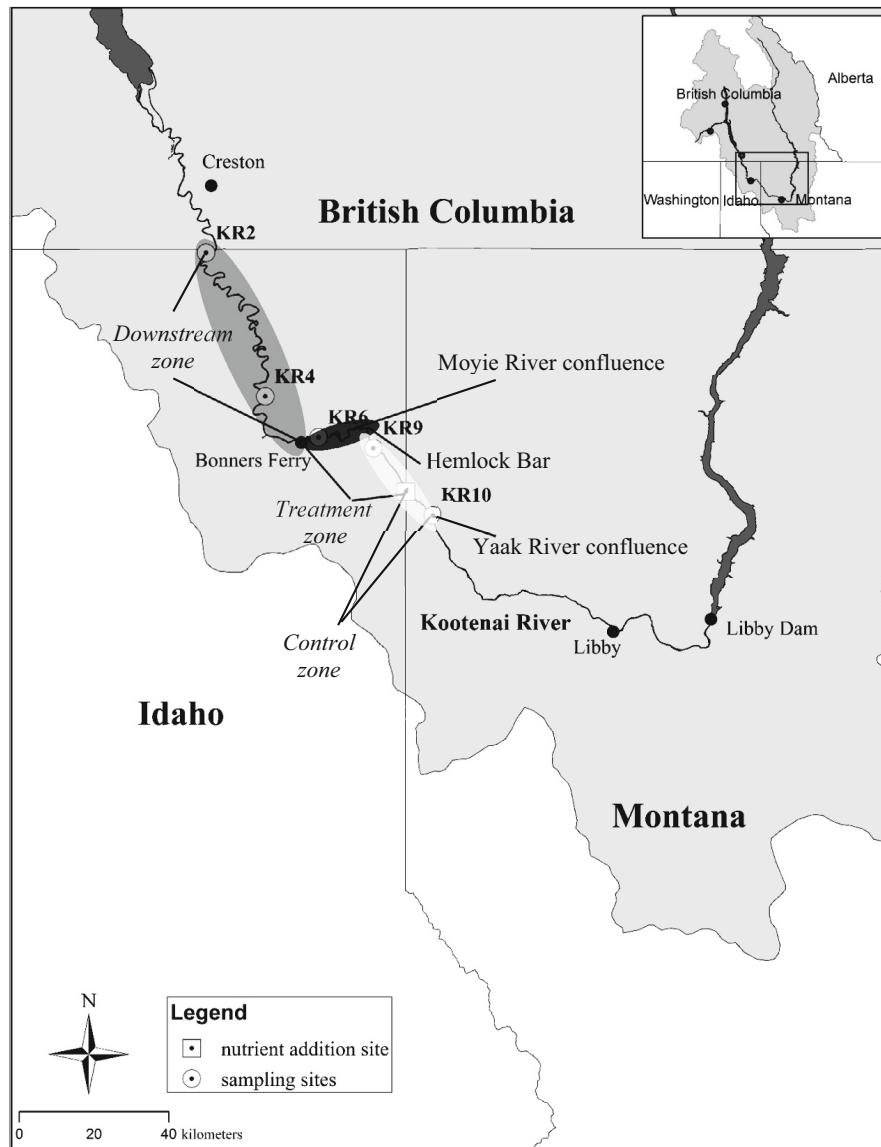 Alberta
British Columbia
Washington
Idaho
Montana
Creston
British Columbia
KR2
Downstream
zone
Moyie River confluence
KR4
KR6
KR9
Bonners Ferry
Hemlock Bar
Treatment
zone
KR10
Yaak River confluence
Kootenai River
Libby Dam
Libby
Control
zone
Idaho
Montana
N
Legend
nutrient addition site
sampling sites
0 20 40 kilometers